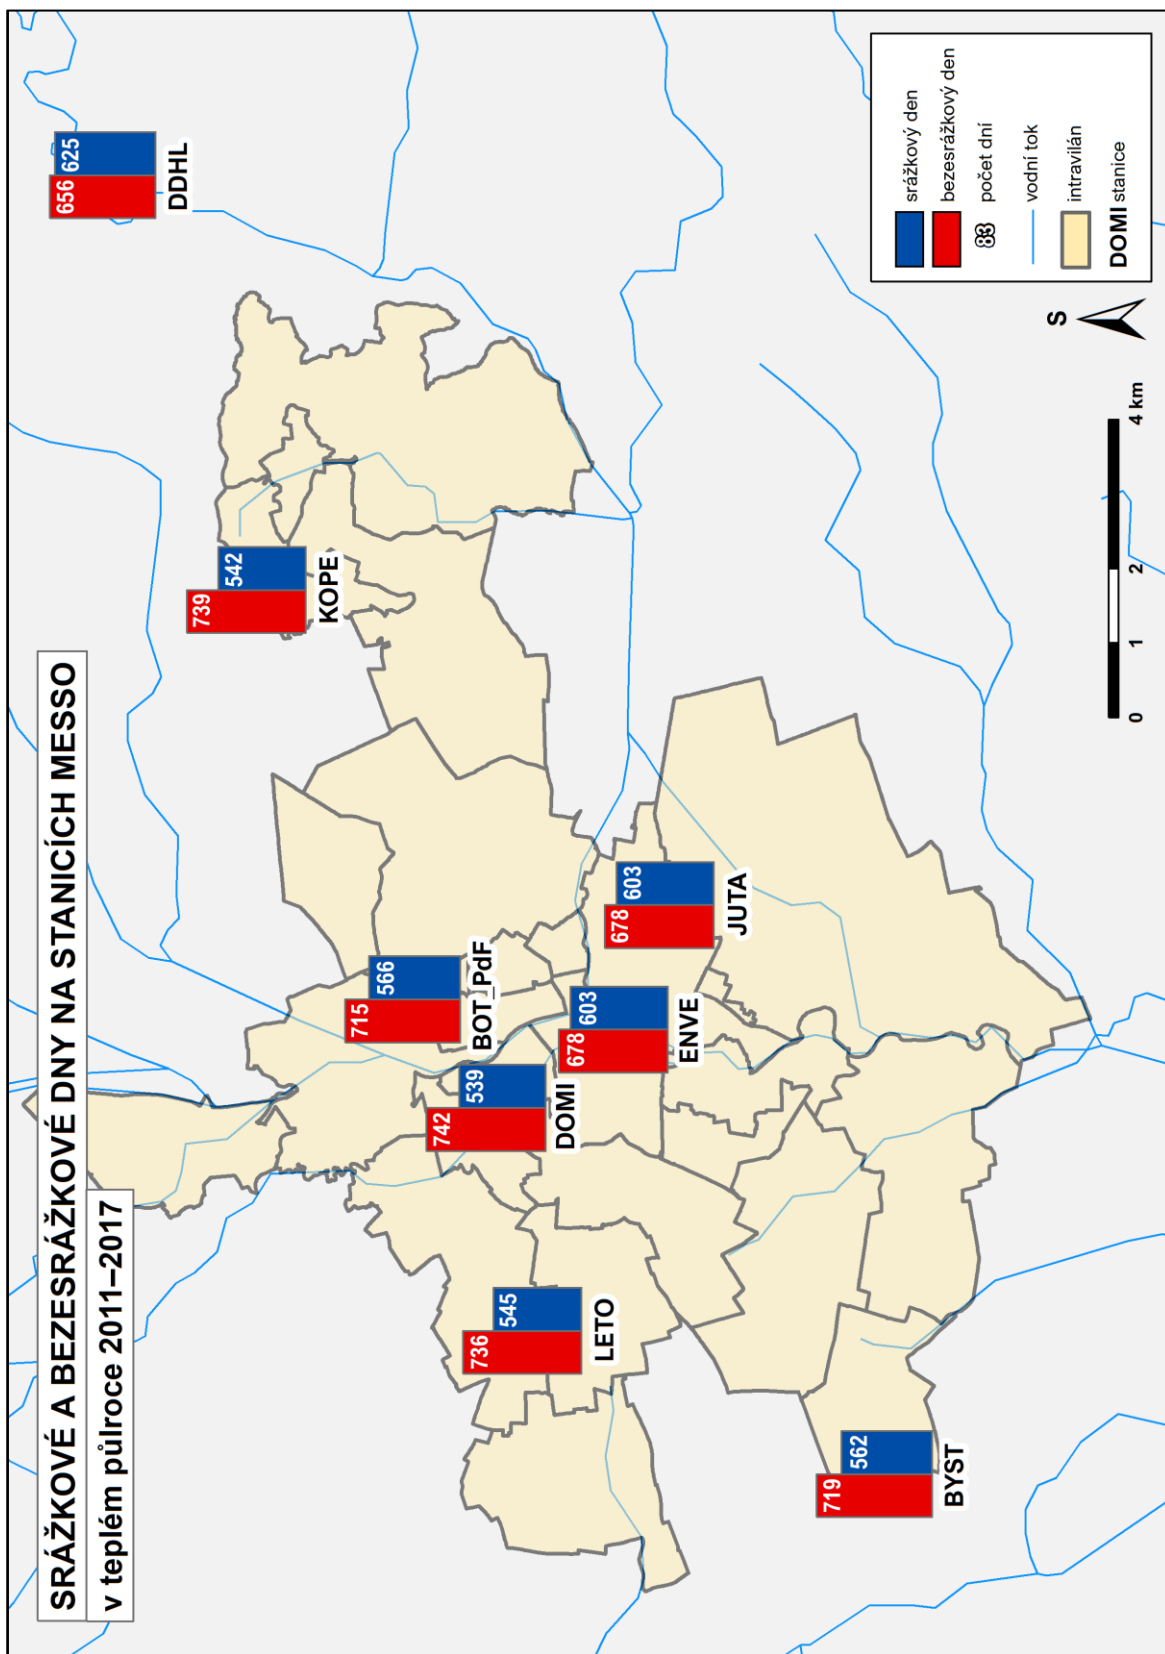 SRÁŽKOVÉ A BEZESRÁŽKOVÉ DNY NA STANICÍCH MESSO
v teplém půlroce 2011–2017
656 625
DDHL
739 542
KOPE
715 566
BOT_PdF
742 539
DOMI
736 545
LETO
678 603
ENVE
678 603
JUTA
719 562
BYST
srážkový den
bezesrážkový den
83 počet dní
vodní tok
intravilán
DOMI stanice
S
0 1 2 4 km